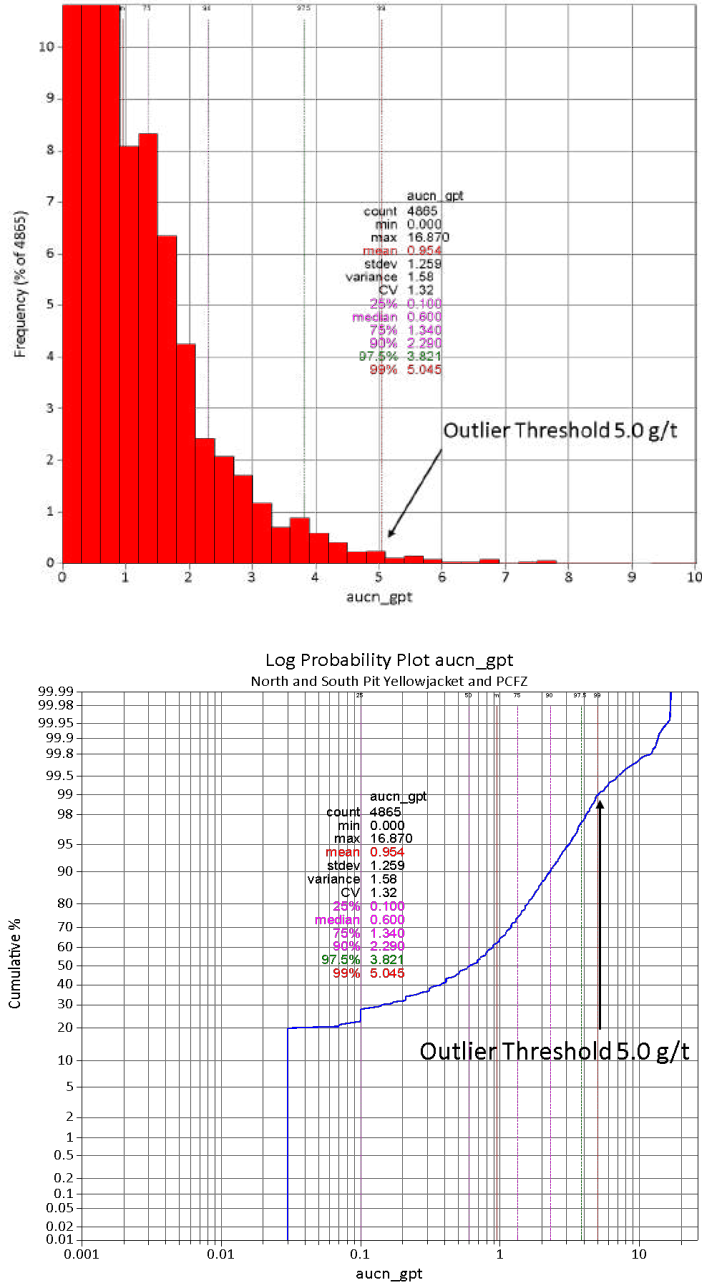 m 75 90 97.5 99
10
9
8
7
6
5
4
3
2
1
0
Frequency (% of 4865)
aucn_gpt
count 4865
min 0.000
max 16.870
mean 0.954
stdev 1.259
variance 1.58
CV 1.32
25% 0.100
median 0.600
75% 1.340
90% 2.290
97.5% 3.821
99% 5.045
Outlier Threshold 5.0 g/t
0 1 2 3 4 5 6 7 8 9 10
aucn_gpt
Log Probability Plot aucn_gpt
North and South Pit Yellowjacket and PCFZ
25 50 m 75 90 97.5 99
99.99
99.98
99.95
99.9
99.8
99.5
99
98
95
90
80
70
60
50
40
30
20
10
5
2
1
0.5
0.2
0.1
0.05
0.02
0.01
Cumulative %
aucn_gpt
count 4865
min 0.000
max 16.870
mean 0.954
stdev 1.259
variance 1.58
CV 1.32
25% 0.100
median 0.600
75% 1.340
90% 2.290
97.5% 3.821
99% 5.045
Outlier Threshold 5.0 g/t
0.001 0.01 0.1 1 10
aucn_gpt